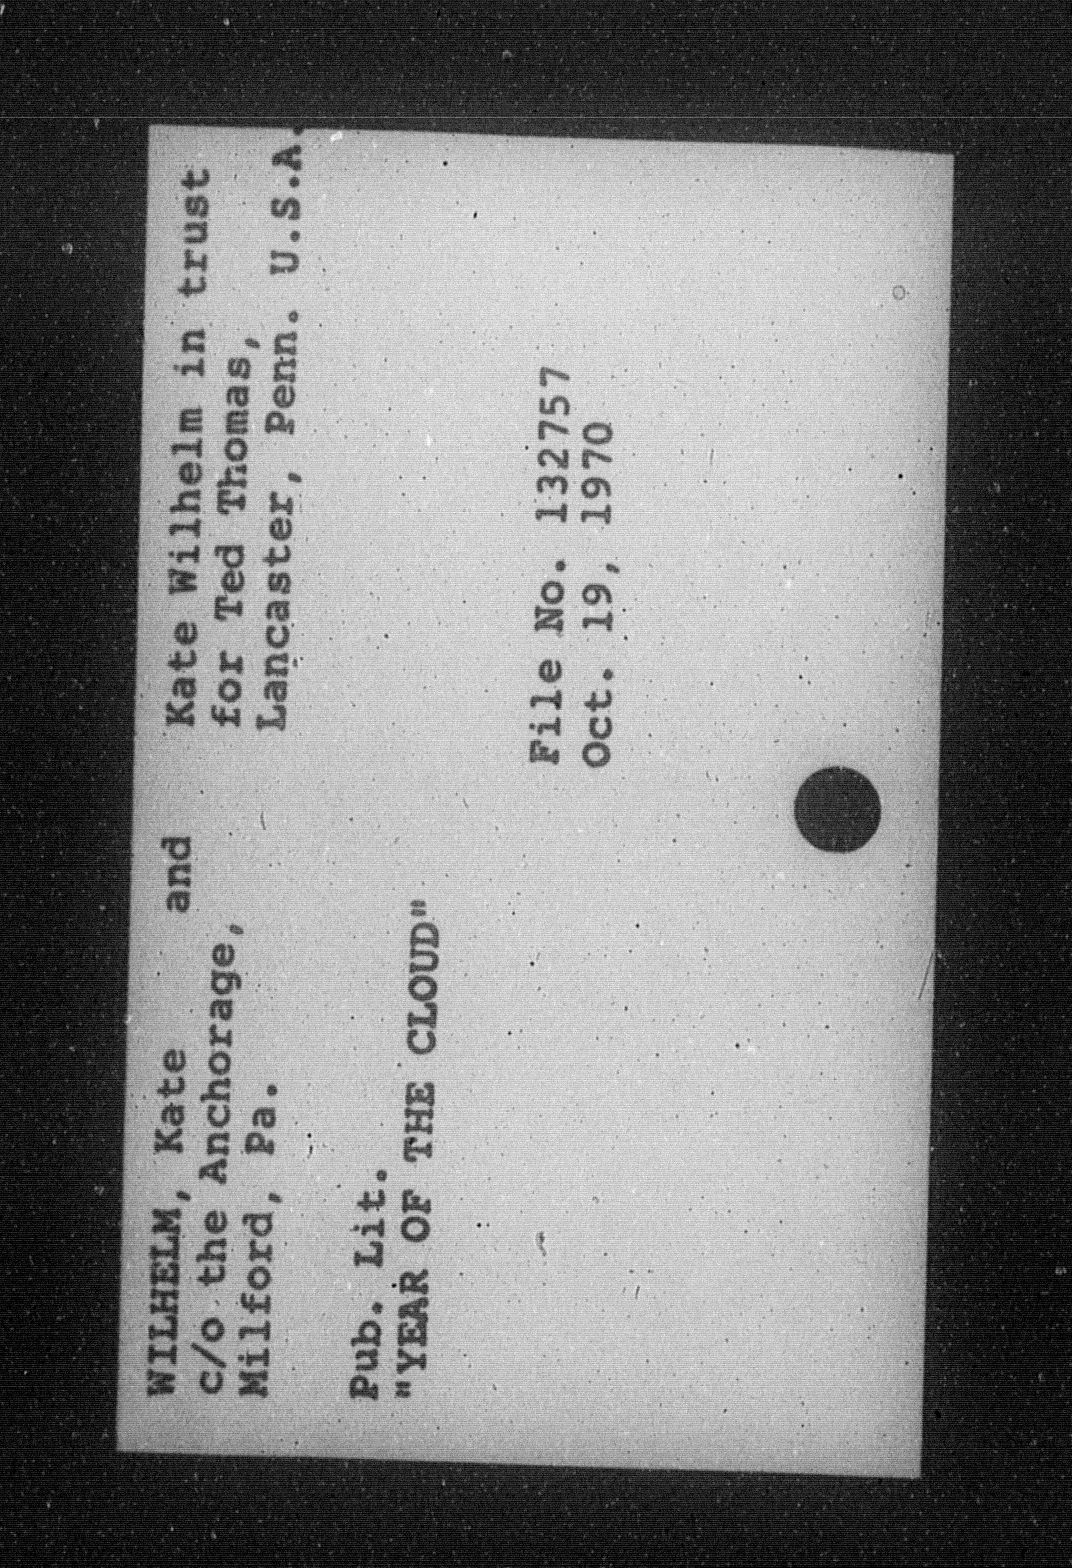 WILHELM, Kate and Kate Wilhelm in trust
c/o the Anchorage, for Ted Thomas,
Milford, Pa. Lancaster, Penn. U.S.A.
Pub. Lit.
"YEAR OF THE CLOUD"
File No. 132757
Oct. 19, 1970